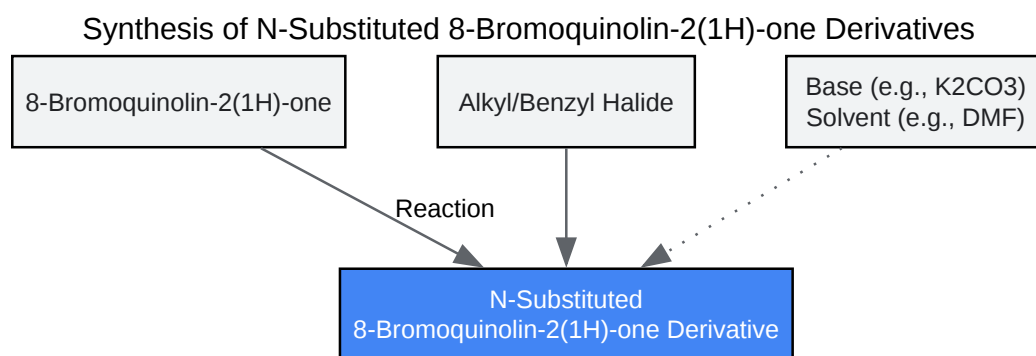 Synthesis of N-Substituted 8-Bromoquinolin-2(1H)-one Derivatives
8-Bromoquinolin-2(1H)-one
Alkyl/Benzyl Halide
Base (e.g., K2CO3)
Solvent (e.g., DMF)
Reaction
N-Substituted
8-Bromoquinolin-2(1H)-one Derivative